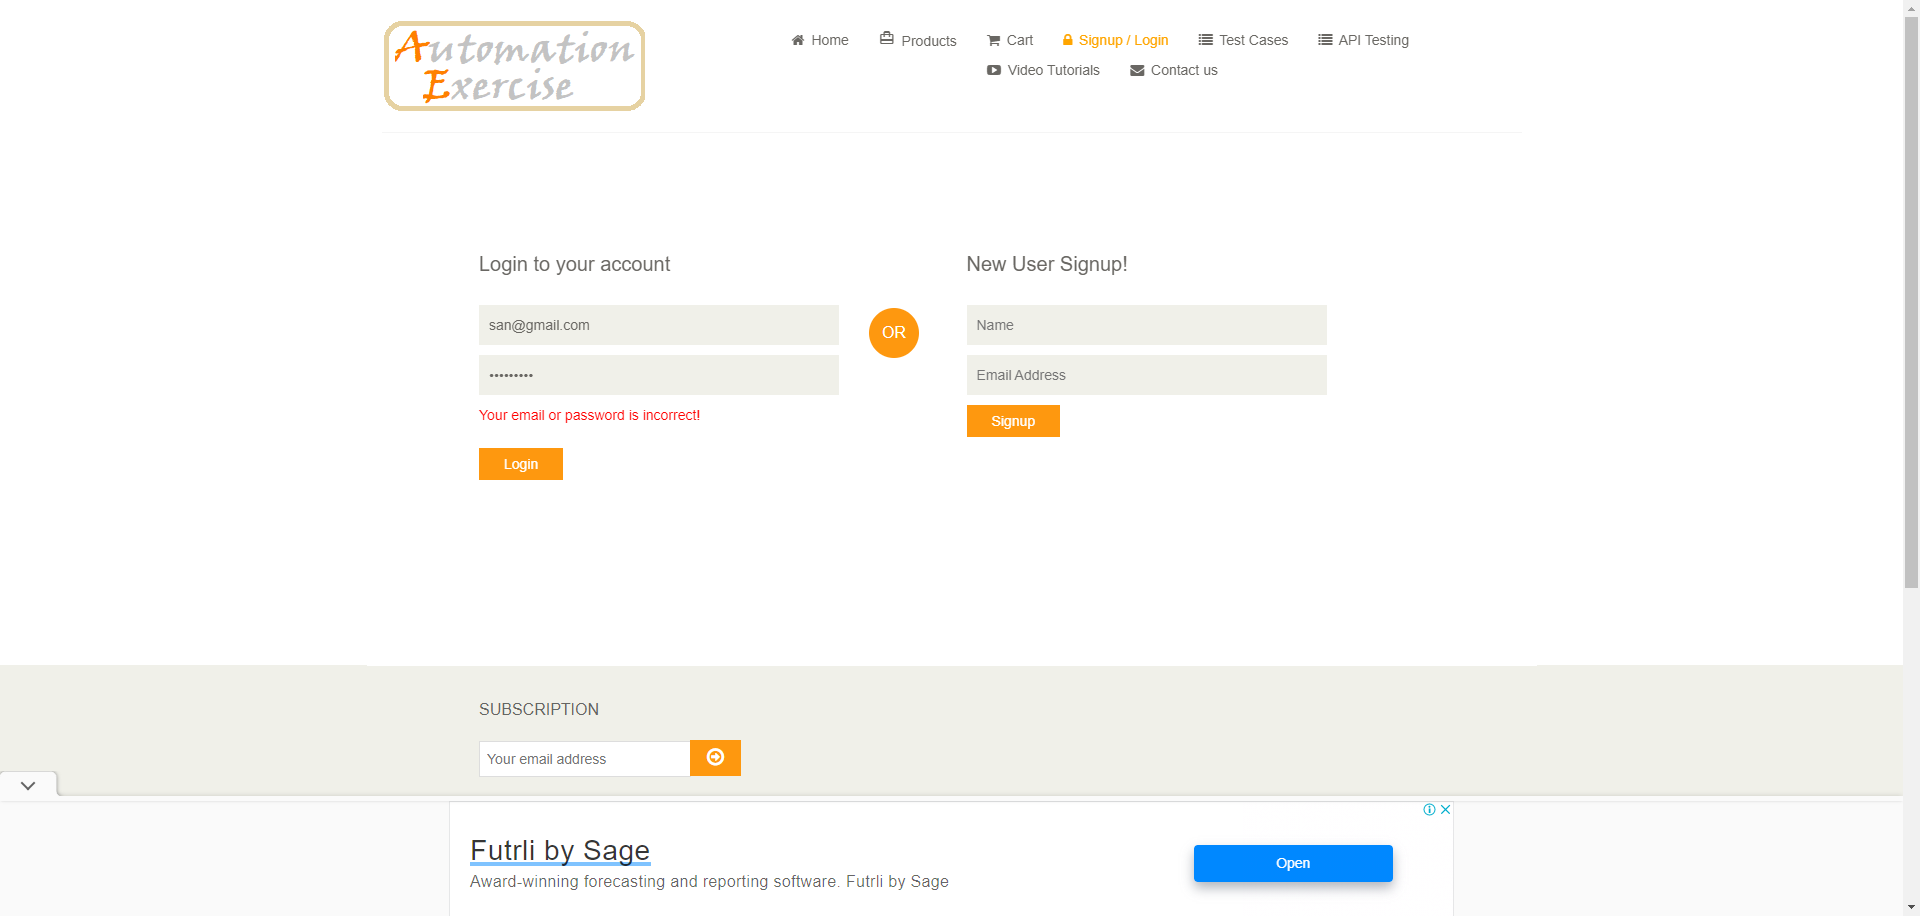 Automation
Exercise
Home
Products
Cart
Signup / Login
Test Cases
API Testing
Video Tutorials
Contact us
Login to your account
san@gmail.com
•••••••••
Your email or password is incorrect!
Login
OR
New User Signup!
Name
Email Address
Signup
SUBSCRIPTION
Your email address
Futrli by Sage
Award-winning forecasting and reporting software. Futrli by Sage
Open